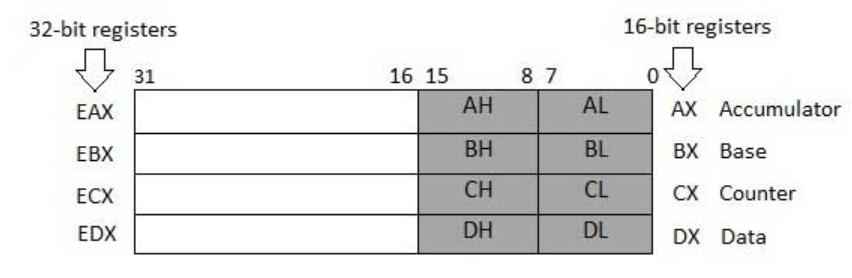 32-bit registers 16-bit registers
31 16 15 8 7 0
EAX AH AL AX Accumulator
EBX BH BL BX Base
ECX CH CL CX Counter
EDX DH DL DX Data